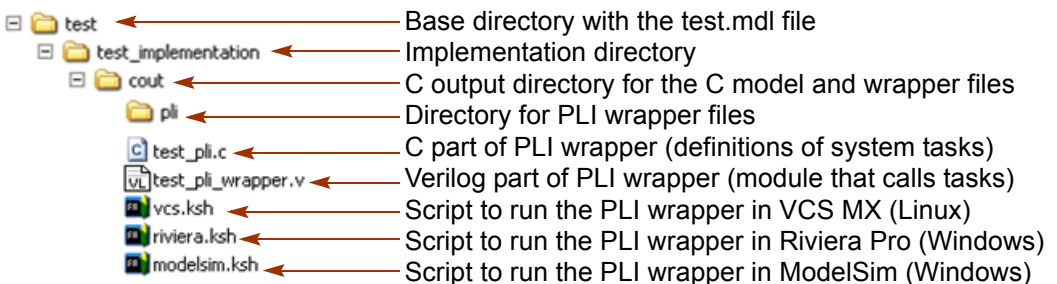 test Base directory with the test.mdl file
test_implementation Implementation directory
cout C output directory for the C model and wrapper files
pli Directory for PLI wrapper files
test_pli.c C part of PLI wrapper (definitions of system tasks)
test_pli_wrapper.v Verilog part of PLI wrapper (module that calls tasks)
vcs.ksh Script to run the PLI wrapper in VCS MX (Linux)
riviera.ksh Script to run the PLI wrapper in Riviera Pro (Windows)
modelsim.ksh Script to run the PLI wrapper in ModelSim (Windows)